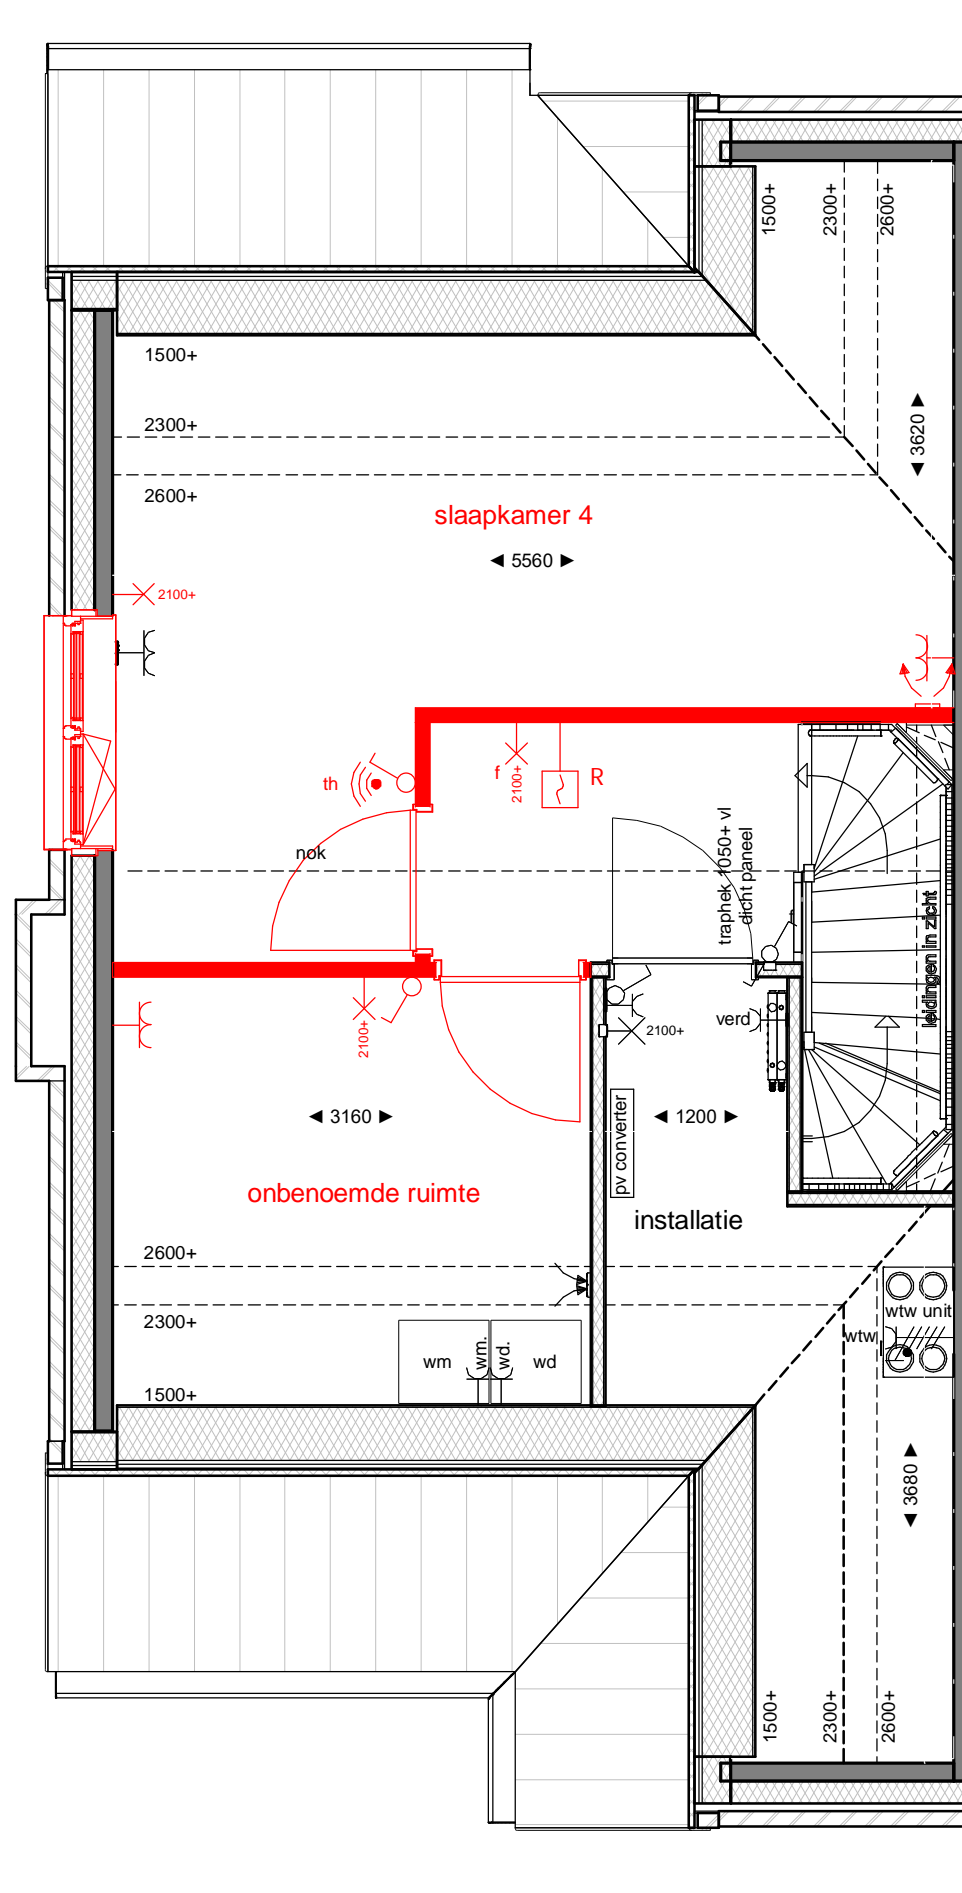 1500+
2300+
2600+
1500+
2300+
2600+
◄ 3620 ►
slaapkamer 4
◄ 5560 ►
2100+
th
f
2100+
R
nok
traphek 1050+ vl
dicht paneel
f
leidingen in zicht
2100+
2100+
verd
◄ 3160 ►
pv converter
◄ 1200 ►
onbenoemde ruimte
installatie
2600+
2300+
1500+
wm
wm.
wd.
wd
wtw unit
wtw
◄ 3680 ►
1500+
2300+
2600+